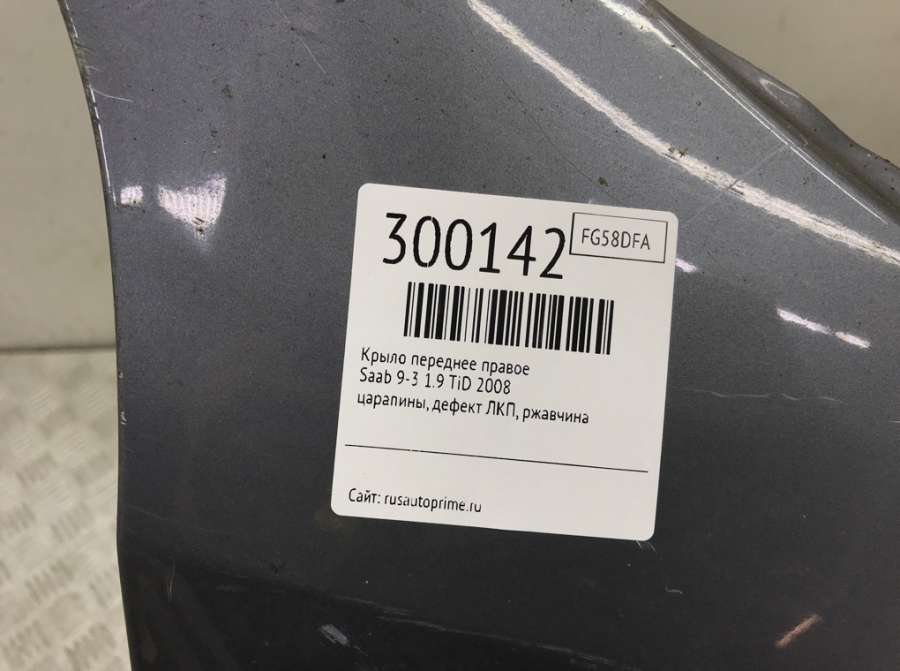 300142
FG58DFA
Крыло переднее правое
Saab 9-3 1.9 TiD 2008
царапины, дефект ЛКП, ржавчина
Сайт: rusautoprime.ru